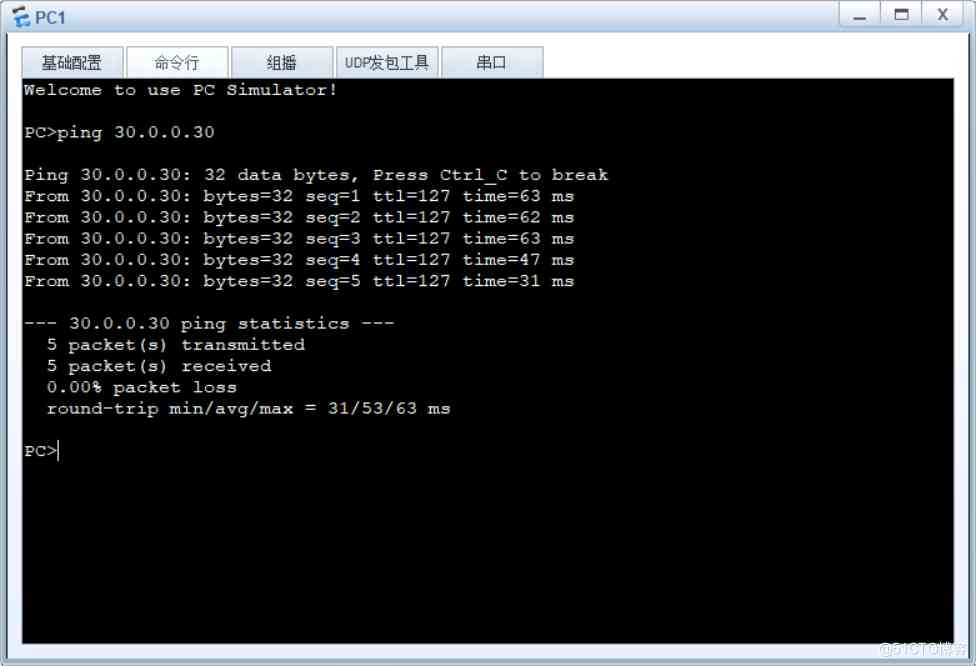 PC1
基础配置 命令行 组播 UDP发包工具 串口
Welcome to use PC Simulator!
PC>ping 30.0.0.30
Ping 30.0.0.30: 32 data bytes, Press Ctrl_C to break
From 30.0.0.30: bytes=32 seq=1 ttl=127 time=63 ms
From 30.0.0.30: bytes=32 seq=2 ttl=127 time=62 ms
From 30.0.0.30: bytes=32 seq=3 ttl=127 time=63 ms
From 30.0.0.30: bytes=32 seq=4 ttl=127 time=47 ms
From 30.0.0.30: bytes=32 seq=5 ttl=127 time=31 ms
--- 30.0.0.30 ping statistics ---
5 packet(s) transmitted
5 packet(s) received
0.00% packet loss
round-trip min/avg/max = 31/53/63 ms
PC>
@51CTO博客